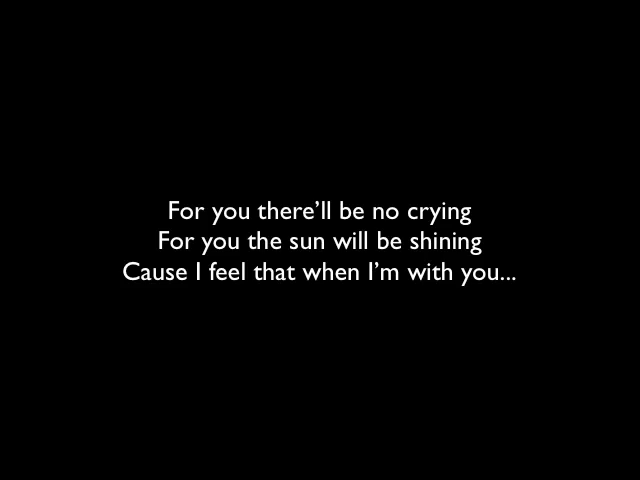 For you there’ll be no crying
For you the sun will be shining
Cause I feel that when I’m with you...